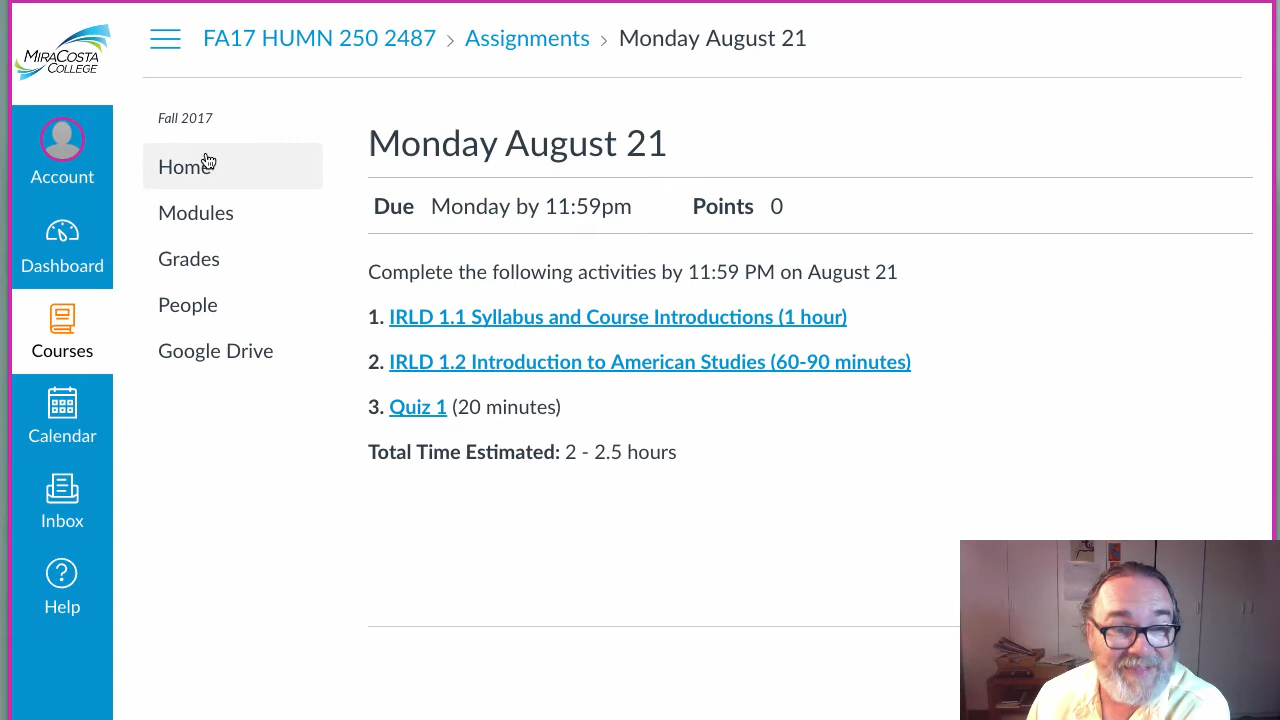 MIRACOSTA
COLLEGE
FA17 HUMN 250 2487 › Assignments › Monday August 21
Account
Dashboard
Courses
Calendar
Inbox
Help
Fall 2017
Home
Modules
Grades
People
Google Drive
Monday August 21
Due Monday by 11:59pm Points 0
Complete the following activities by 11:59 PM on August 21
1. IRLD 1.1 Syllabus and Course Introductions (1 hour)
2. IRLD 1.2 Introduction to American Studies (60-90 minutes)
3. Quiz 1 (20 minutes)
Total Time Estimated: 2 - 2.5 hours